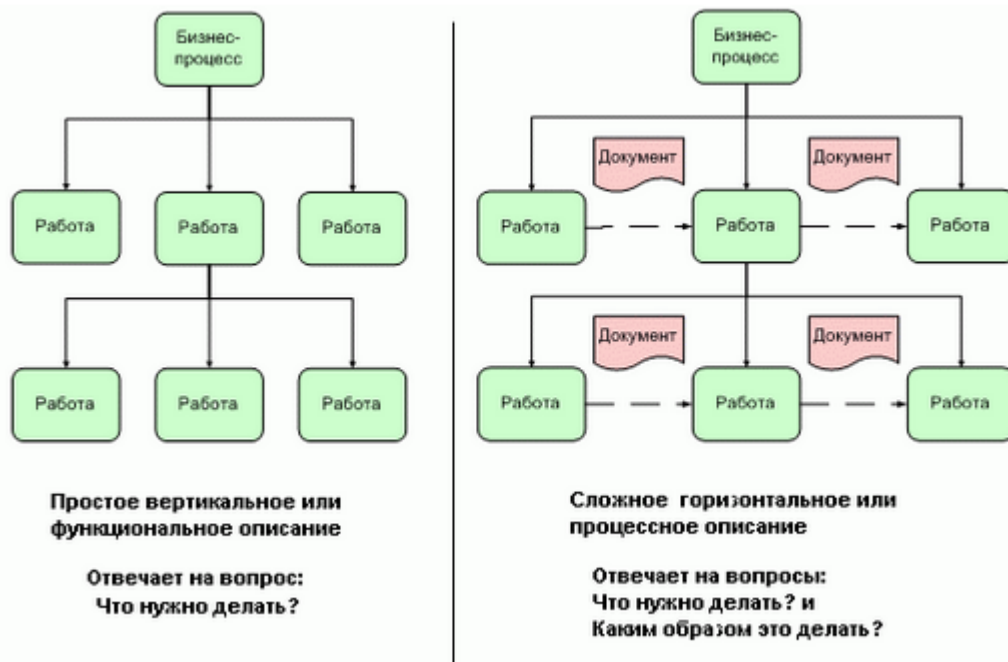 Бизнес-
процесс
Работа
Работа
Работа
Работа
Работа
Работа
Простое вертикальное или
функциональное описание
Отвечает на вопрос:
Что нужно делать?
Бизнес-
процесс
Документ
Документ
Работа
Работа
Работа
Документ
Документ
Работа
Работа
Работа
Сложное горизонтальное или
процессное описание
Отвечает на вопросы:
Что нужно делать? и
Каким образом это делать?